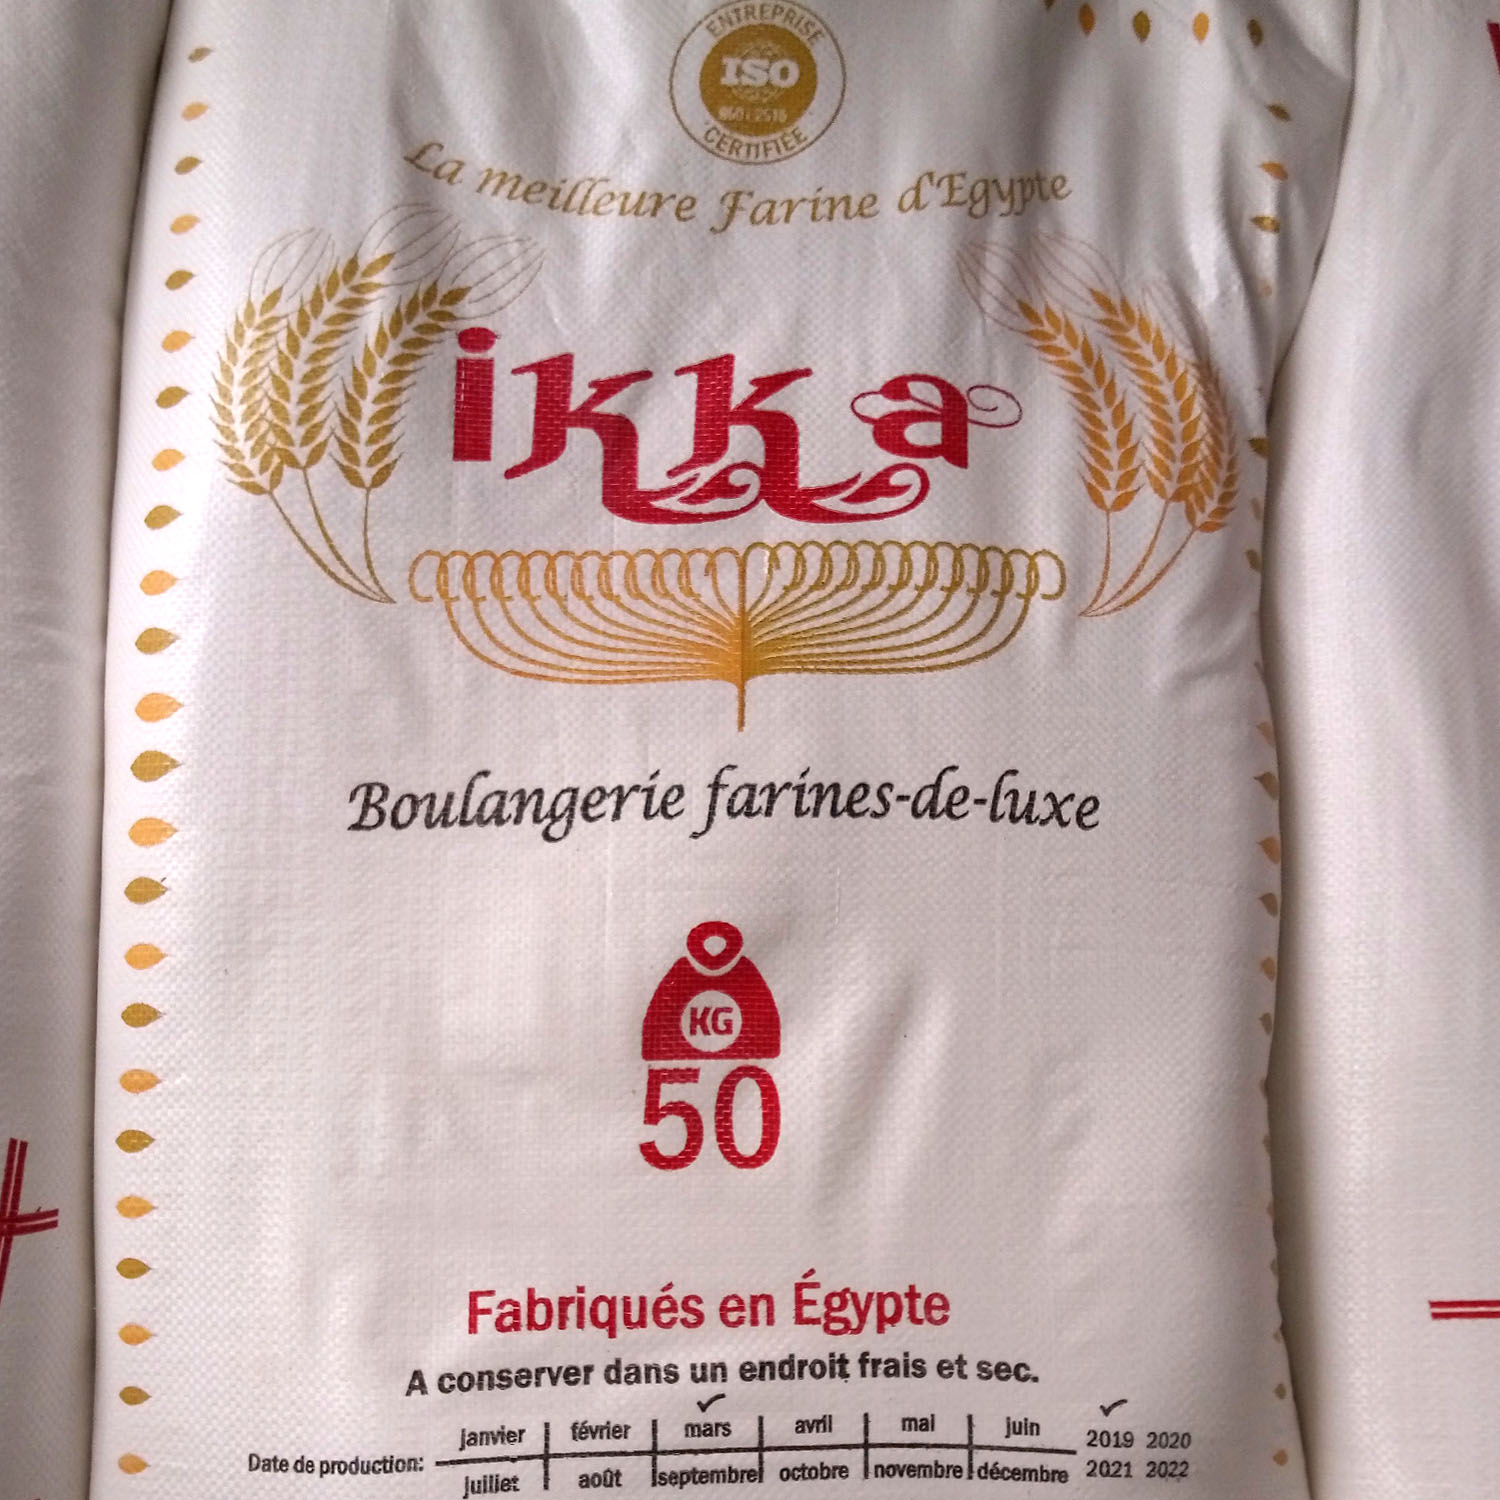 ENTREPRISE
ISO
CERTIFIÉE
La meilleure Farine d'Egypte
ikka
Boulangerie farines-de-luxe
KG
50
Fabriqués en Égypte
A conserver dans un endroit frais et sec.
janvier février mars avril mai juin 2019 2020
Date de production:
juillet août septembre octobre novembre décembre 2021 2022